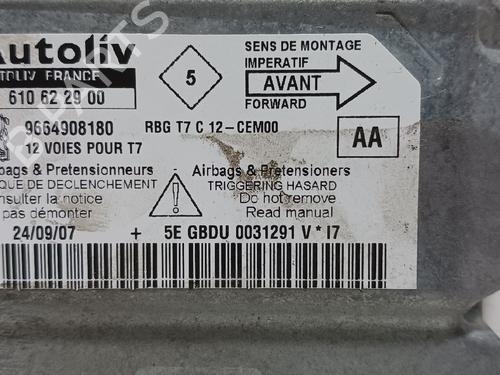 Autoliv
TOLIV FRANCE
610 62 29 00
5
SENS DE MONTAGE
IMPERATIF
AVANT
FORWARD
9664908180
RBG T7 C 12-CEM00
12 VOIES POUR T7
AA
bags & Pretensionneurs
QUE DE DECLENCHEMENT
nsulter la notice
pas démonter
Airbags & Pretensioners
TRIGGERING HASARD
Do not remove
Read manual
24/09/07 + 5E GBDU 0031291 V * I7